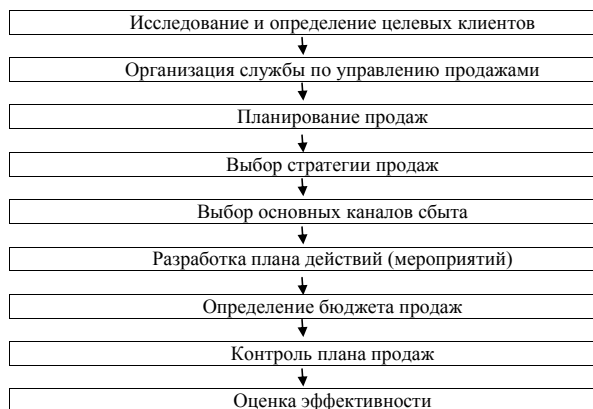 Исследование и определение целевых клиентов
Организация службы по управлению продажами
Планирование продаж
Выбор стратегии продаж
Выбор основных каналов сбыта
Разработка плана действий (мероприятий)
Определение бюджета продаж
Контроль плана продаж
Оценка эффективности